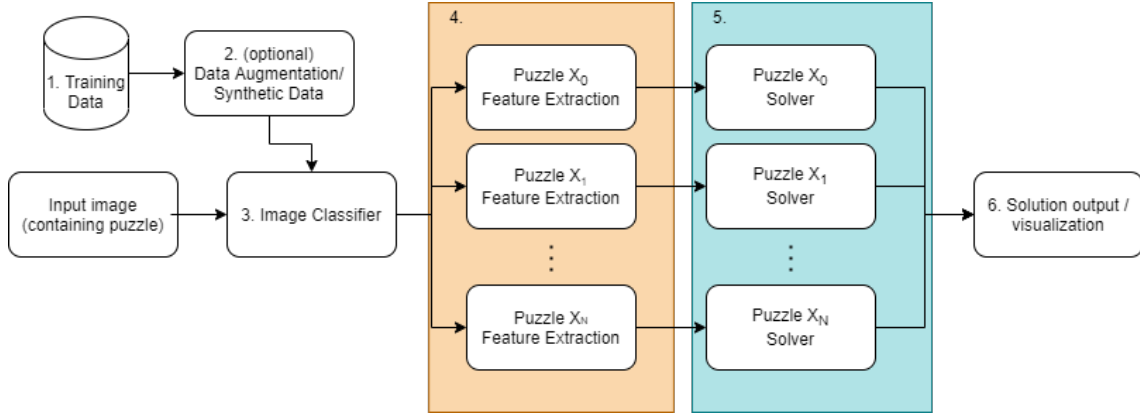 1. Training
Data
2. (optional)
Data Augmentation/
Synthetic Data
Input image
(containing puzzle)
3. Image Classifier
4.
Puzzle X₀
Feature Extraction
Puzzle X₁
Feature Extraction
⋮
Puzzle X_N
Feature Extraction
5.
Puzzle X₀
Solver
Puzzle X₁
Solver
⋮
Puzzle X_N
Solver
6. Solution output /
visualization